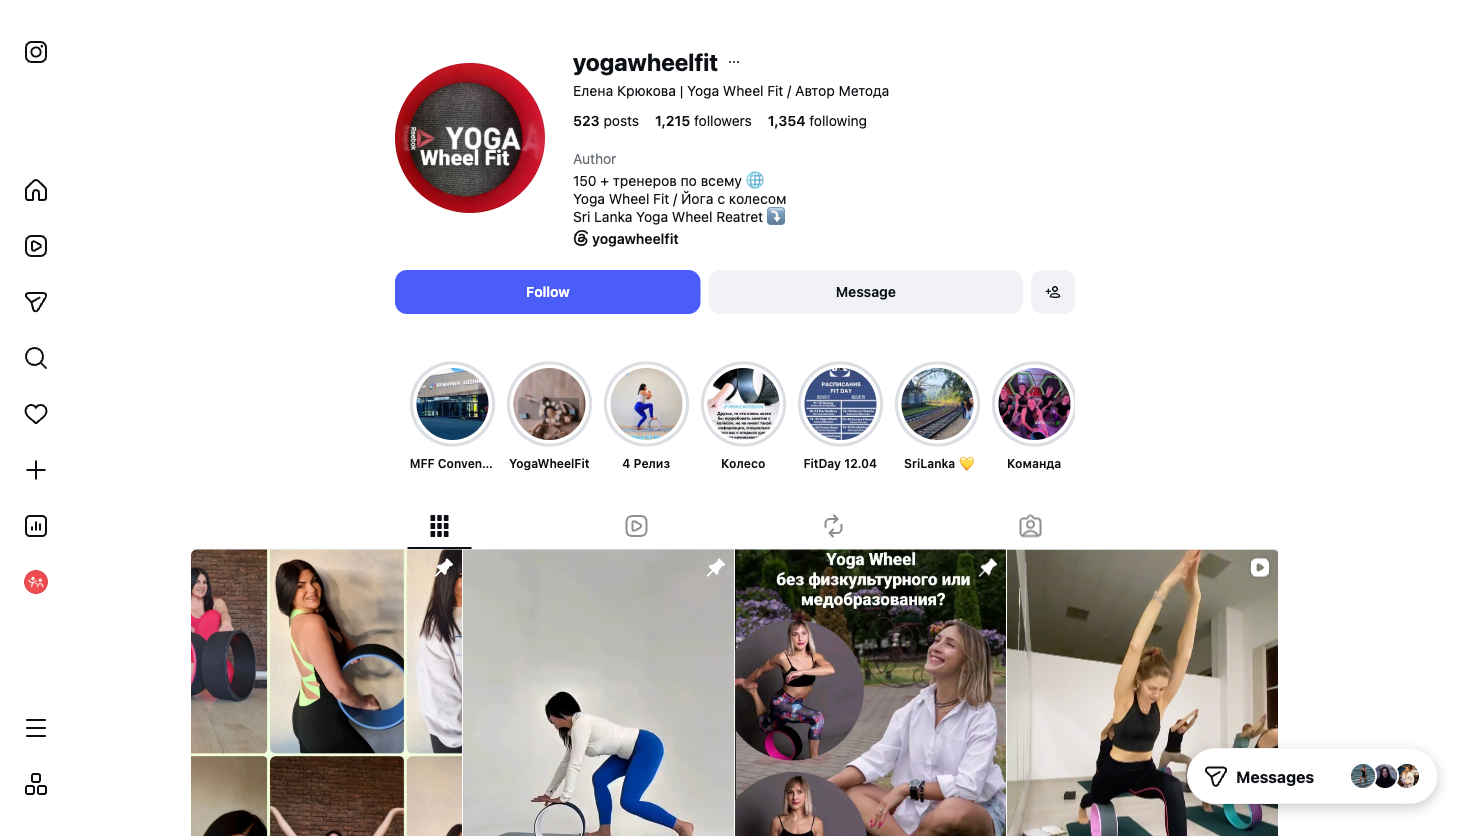 yogawheelfit ...
Елена Крюкова | Yoga Wheel Fit / Автор Метода
523 posts 1,215 followers 1,354 following
Author
150 + тренеров по всему
Yoga Wheel Fit / Йога с колесом
Sri Lanka Yoga Wheel Reatret
yogawheelfit
Reebok
YOGA
Wheel Fit
Follow
Message
РАСПИСАНИЕ
FIT DAY
MFF Conven...
YogaWheelFit
4 Релиз
Колесо
FitDay 12.04
SriLanka
Команда
Yoga Wheel
без физкультурного или
медобразования?
Messages